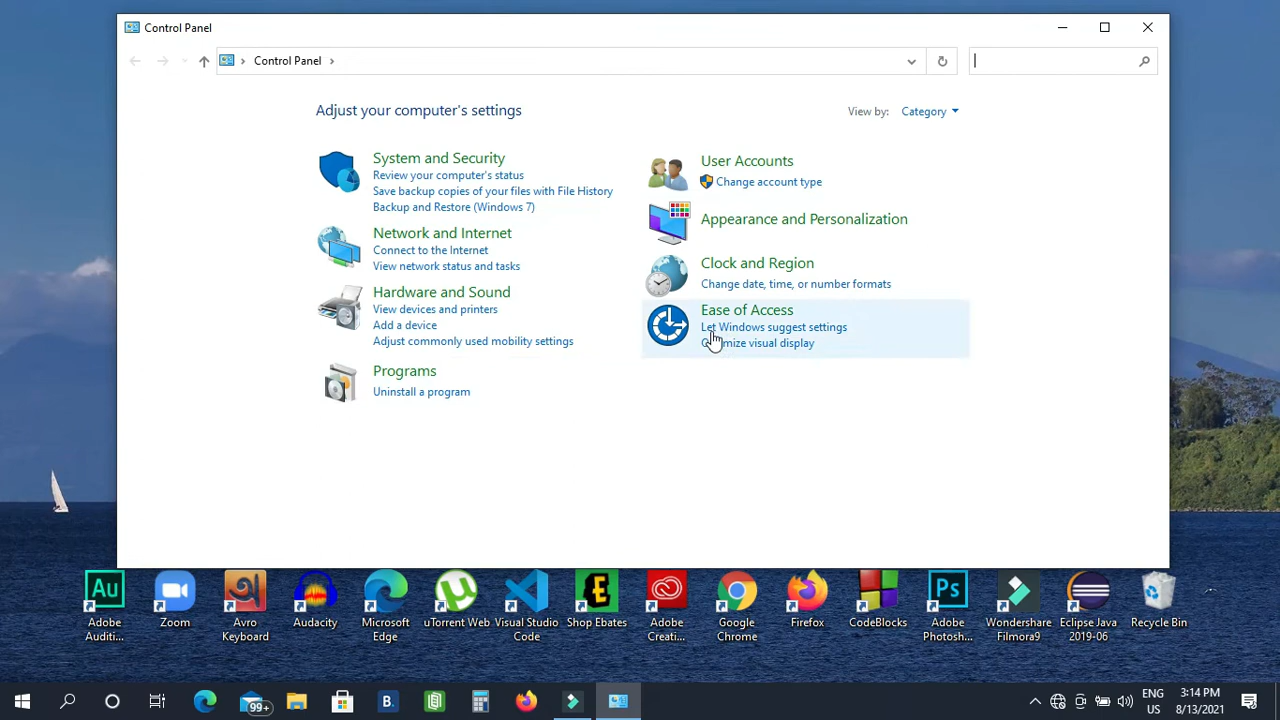 Control Panel
Control Panel
Adjust your computer's settings
View by: Category
System and Security
Review your computer's status
Save backup copies of your files with File History
Backup and Restore (Windows 7)
Network and Internet
Connect to the Internet
View network status and tasks
Hardware and Sound
View devices and printers
Add a device
Adjust commonly used mobility settings
Programs
Uninstall a program
User Accounts
Change account type
Appearance and Personalization
Clock and Region
Change date, time, or number formats
Ease of Access
Let Windows suggest settings
visual display
Au
Ps
Adobe Auditi...
Zoom
Avro Keyboard
Audacity
Microsoft Edge
uTorrent Web
Visual Studio Code
Shop Ebates
Adobe Creati...
Google Chrome
Firefox
CodeBlocks
Adobe Photosh...
Wondershare Filmora9
Eclipse Java 2019-06
Recycle Bin
99+
B.
ENG
US
3:14 PM
8/13/2021